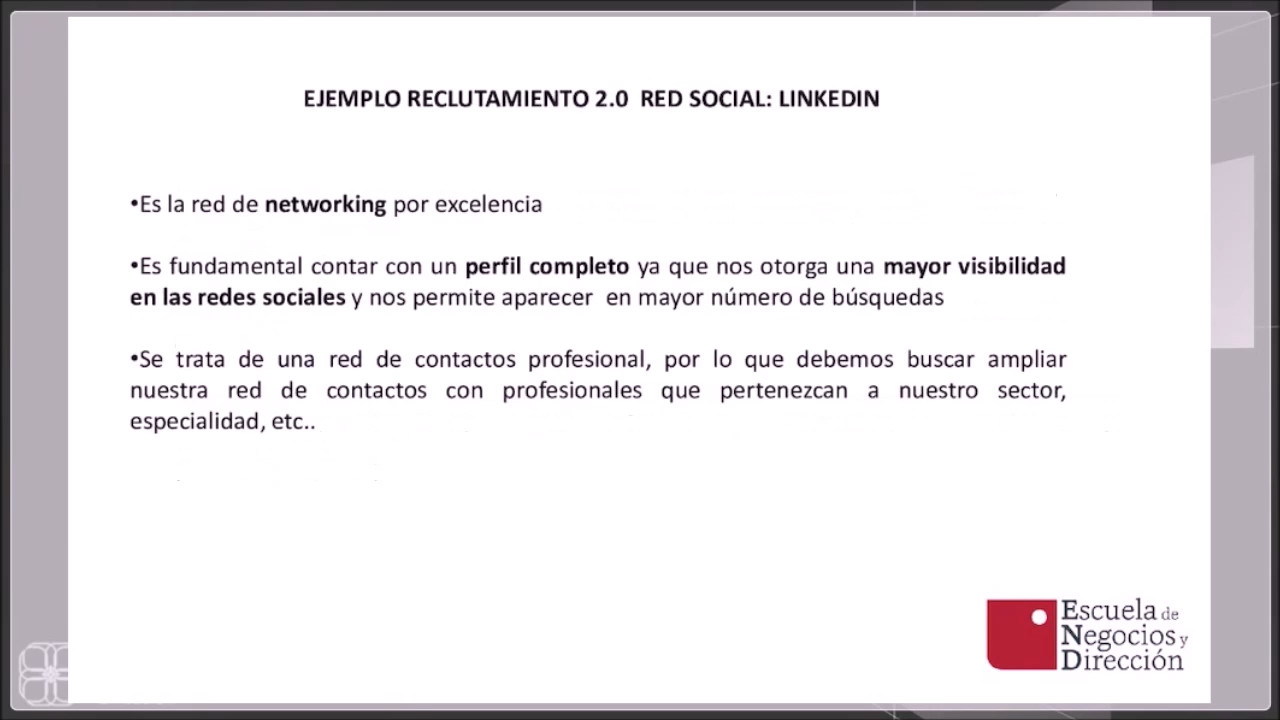 EJEMPLO RECLUTAMIENTO 2.0  RED SOCIAL: LINKEDIN
•Es la red de networking por excelencia
•Es fundamental contar con un perfil completo ya que nos otorga una mayor visibilidad
en las redes sociales y nos permite aparecer  en mayor número de búsquedas
•Se trata de una red de contactos profesional, por lo que debemos buscar ampliar
nuestra red de contactos con profesionales que pertenezcan a nuestro sector,
especialidad, etc..
Escuela de
Negocios y
Dirección